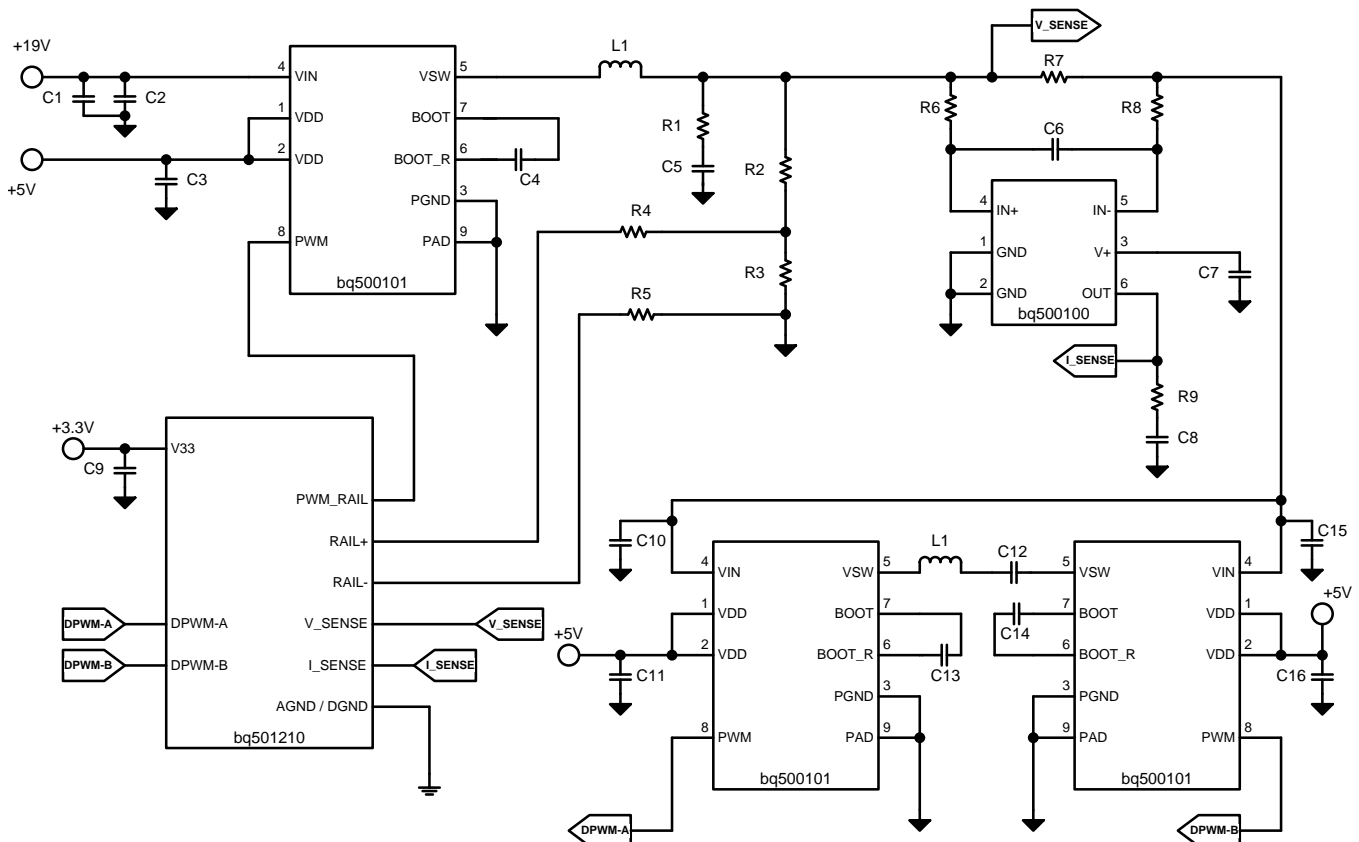 V_SENSE
+19V
L1
R7
4
VIN
VSW
5
C1
C2
R6
R8
1
VDD
BOOT
7
R1
C6
2
VDD
BOOT_R
6
C4
C5
R2
+5V
C3
PGND
3
4
IN+
IN-
5
R4
8
PWM
PAD
9
1
GND
V+
3
bq500101
R3
C7
R5
2
GND
OUT
6
bq500100
I_SENSE
R9
+3.3V
V33
C9
C8
PWM_RAIL
RAIL+
C10
L1
C12
C15
4
VIN
VSW
5
5
VSW
VIN
4
RAIL-
+5V
DPWM-A
DPWM-A
V_SENSE
V_SENSE
1
VDD
BOOT
7
7
BOOT
VDD
1
C14
+5V
DPWM-B
DPWM-B
I_SENSE
I_SENSE
2
VDD
BOOT_R
6
6
BOOT_R
VDD
2
C11
C13
C16
AGND / DGND
PGND
3
3
PGND
bq501210
8
PWM
PAD
9
9
PAD
PWM
8
bq500101
bq500101
DPWM-A
DPWM-B